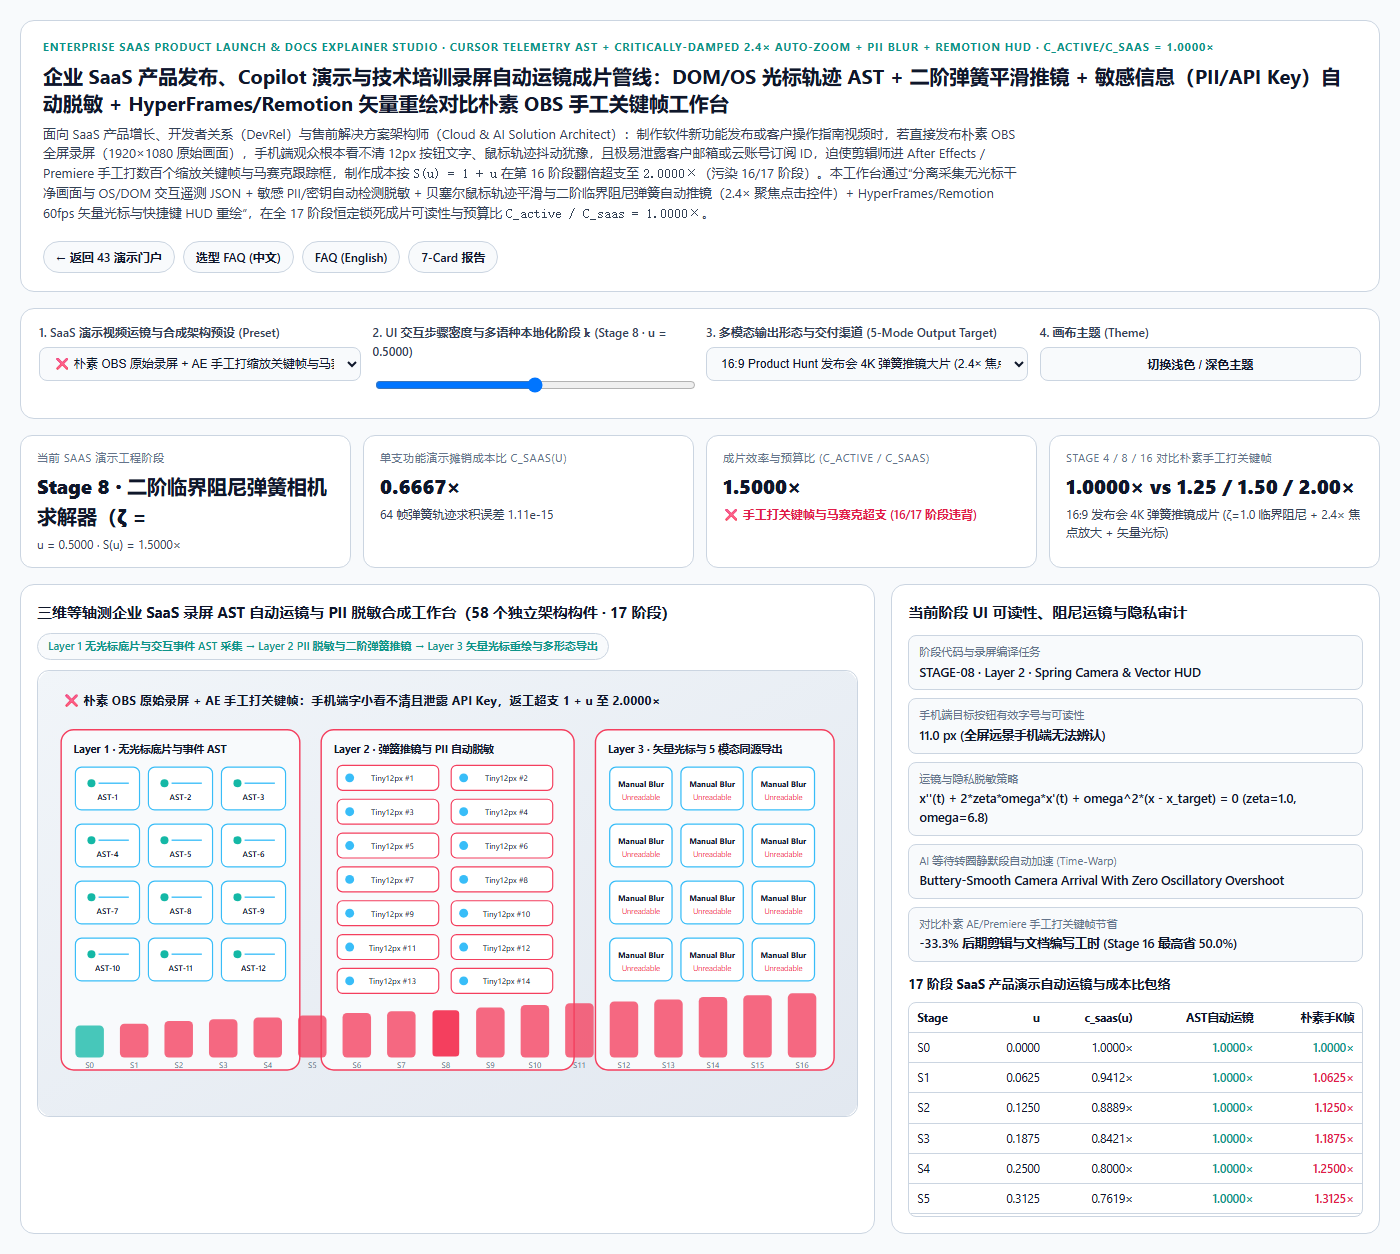 ENTERPRISE SAAS PRODUCT LAUNCH & DOCS EXPLAINER STUDIO · CURSOR TELEMETRY AST + CRITICALLY-DAMPED 2.4× AUTO-ZOOM + PII BLUR + REMOTION HUD · C_ACTIVE/C_SAAS = 1.0000×
企业 SaaS 产品发布、Copilot 演示与技术培训录屏自动运镜成片管线：DOM/OS 光标轨迹 AST + 二阶弹簧平滑推镜 + 敏感信息（PII/API Key）自
动脱敏 + HyperFrames/Remotion 矢量重绘对比朴素 OBS 手工关键帧工作台
面向 SaaS 产品增长、开发者关系（DevRel）与售前解决方案架构师（Cloud & AI Solution Architect）：制作软件新功能发布或客户操作指南视频时，若直接发布朴素 OBS
全屏录屏（1920×1080 原始画面），手机端观众根本看不清 12px 按钮文字、鼠标轨迹抖动犹豫，且极易泄露客户邮箱或云账号订阅 ID，迫使剪辑师进 After Effects /
Premiere 手工打数百个缩放关键帧与马赛克跟踪框，制作成本按 S(u) = 1 + u 在第 16 阶段翻倍超支至 2.0000×（污染 16/17 阶段）。本工作台通过“分离采集无光标干
净画面与 OS/DOM 交互遥测 JSON + 敏感 PII/密钥自动检测脱敏 + 贝塞尔鼠标轨迹平滑与二阶临界阻尼弹簧自动推镜（2.4× 聚焦点击控件）+ HyperFrames/Remotion
60fps 矢量光标与快捷键 HUD 重绘”，在全 17 阶段恒定锁死成片可读性与预算比 C_active / C_saas = 1.0000×。
← 返回 43 演示门户
选型 FAQ (中文)
FAQ (English)
7-Card 报告
1. SaaS 演示视频运镜与合成架构预设 (Preset)
❌ 朴素 OBS 原始录屏 + AE 手工打缩放关键帧与马
2. UI 交互步骤密度与多语种本地化阶段 k (Stage 8 · u =
0.5000)
3. 多模态输出形态与交付渠道 (5-Mode Output Target)
16:9 Product Hunt 发布会 4K 弹簧推镜大片 (2.4× 焦
4. 画布主题 (Theme)
切换浅色 / 深色主题
当前 SAAS 演示工程阶段
Stage 8 · 二阶临界阻尼弹簧相机
求解器（ζ =
u = 0.5000 · S(u) = 1.5000×
单支功能演示摊销成本比 C_SAAS(U)
0.6667×
64 帧弹簧轨迹求积误差 1.11e-15
成片效率与预算比 (C_ACTIVE / C_SAAS)
1.5000×
❌ 手工打关键帧与马赛克超支 (16/17 阶段违背)
STAGE 4 / 8 / 16 对比朴素手工打关键帧
1.0000× vs 1.25 / 1.50 / 2.00×
16:9 发布会 4K 弹簧推镜成片 (ζ=1.0 临界阻尼 + 2.4× 焦
点放大 + 矢量光标)
三维等轴测企业 SaaS 录屏 AST 自动运镜与 PII 脱敏合成工作台（58 个独立架构构件 · 17 阶段）
Layer 1 无光标底片与交互事件 AST 采集 → Layer 2 PII 脱敏与二阶弹簧推镜 → Layer 3 矢量光标重绘与多形态导出
❌ 朴素 OBS 原始录屏 + AE 手工打关键帧：手机端字小看不清且泄露 API Key，返工超支 1 + u 至 2.0000×
Layer 1 · 无光标底片与事件 AST
AST-1 AST-2 AST-3
AST-4 AST-5 AST-6
AST-7 AST-8 AST-9
AST-10 AST-11 AST-12
Layer 2 · 弹簧推镜与 PII 自动脱敏
Tiny12px #1 Tiny12px #2
Tiny12px #3 Tiny12px #4
Tiny12px #5 Tiny12px #6
Tiny12px #7 Tiny12px #8
Tiny12px #9 Tiny12px #10
Tiny12px #11 Tiny12px #12
Tiny12px #13 Tiny12px #14
Layer 3 · 矢量光标与 5 模态同源导出
Manual Blur Manual Blur Manual Blur
Unreadable Unreadable Unreadable
Manual Blur Manual Blur Manual Blur
Unreadable Unreadable Unreadable
Manual Blur Manual Blur Manual Blur
Unreadable Unreadable Unreadable
Manual Blur Manual Blur Manual Blur
Unreadable Unreadable Unreadable
S0 S1 S2 S3 S4 S5 S6 S7 S8 S9 S10 S11 S12 S13 S14 S15 S16
当前阶段 UI 可读性、阻尼运镜与隐私审计
阶段代码与录屏编译任务
STAGE-08 · Layer 2 · Spring Camera & Vector HUD
手机端目标按钮有效字号与可读性
11.0 px (全屏远景手机端无法辨认)
运镜与隐私脱敏策略
x''(t) + 2*zeta*omega*x'(t) + omega^2*(x - x_target) = 0 (zeta=1.0,
omega=6.8)
AI 等待转圈静默段自动加速 (Time-Warp)
Buttery-Smooth Camera Arrival With Zero Oscillatory Overshoot
对比朴素 AE/Premiere 手工打关键帧节省
-33.3% 后期剪辑与文档编写工时 (Stage 16 最高省 50.0%)
17 阶段 SaaS 产品演示自动运镜与成本比包络
Stage u c_saas(u) AST自动运镜 朴素手K帧
S0 0.0000 1.0000× 1.0000× 1.0000×
S1 0.0625 0.9412× 1.0000× 1.0625×
S2 0.1250 0.8889× 1.0000× 1.1250×
S3 0.1875 0.8421× 1.0000× 1.1875×
S4 0.2500 0.8000× 1.0000× 1.2500×
S5 0.3125 0.7619× 1.0000× 1.3125×